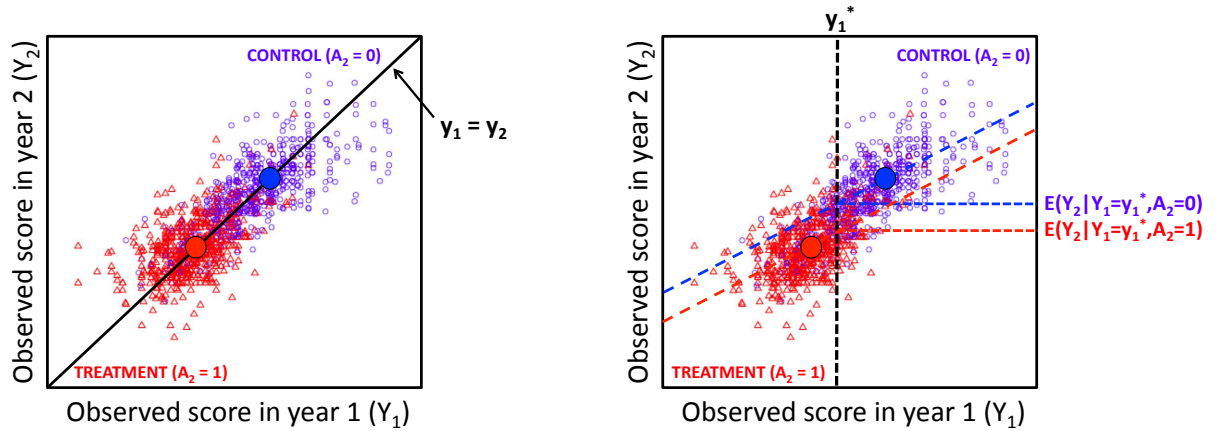 Observed score in year 2 (Y₂)
CONTROL (A₂ = 0)
y₁ = y₂
TREATMENT (A₂ = 1)
Observed score in year 1 (Y₁)
y₁*
Observed score in year 2 (Y₂)
CONTROL (A₂ = 0)
E(Y₂|Y₁=y₁*,A₂=0)
E(Y₂|Y₁=y₁*,A₂=1)
TREATMENT (A₂ = 1)
Observed score in year 1 (Y₁)